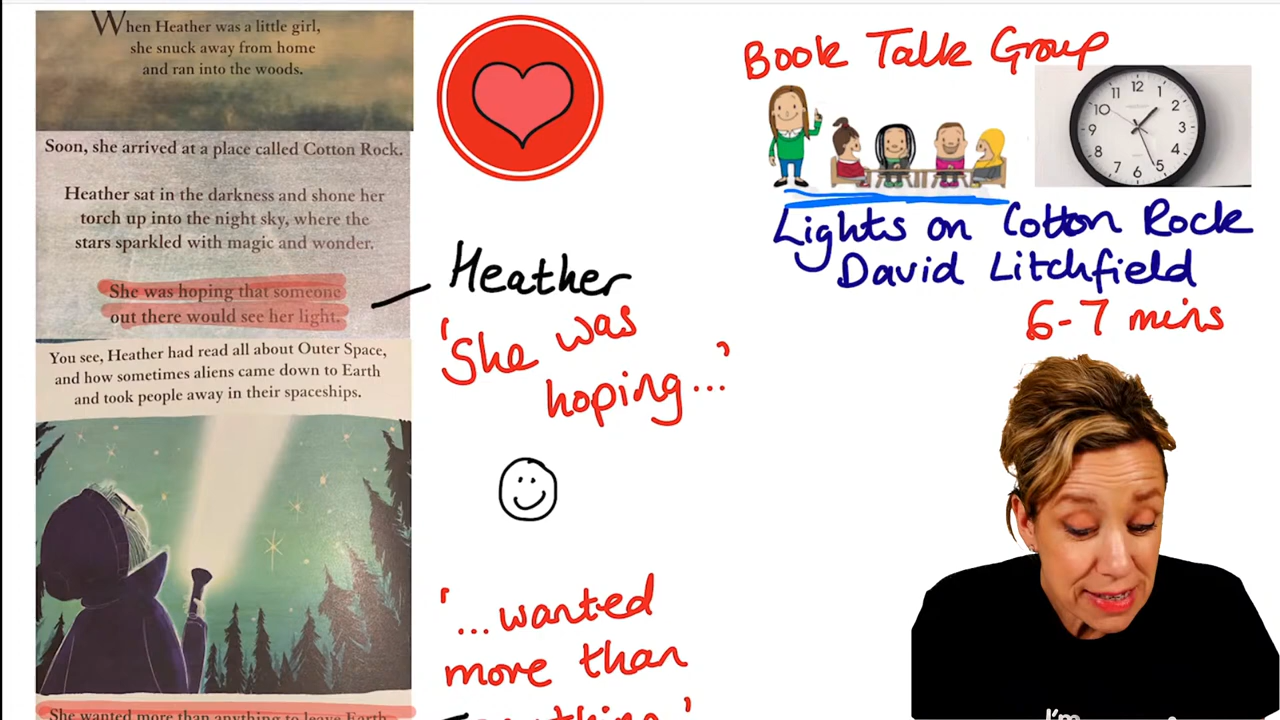 When Heather was a little girl,
she snuck away from home
and ran into the woods.
Soon, she arrived at a place called Cotton Rock.
Heather sat in the darkness and shone her
torch up into the night sky, where the
stars sparkled with magic and wonder.
She was hoping that someone
out there would see her light.
You see, Heather had read all about Outer Space,
and how sometimes aliens came down to Earth
and took people away in their spaceships.
She wanted more than anything to leave Earth
Heather
'She was
hoping...'
'...wanted
more than
Book Talk Group
12
1
2
3
4
5
6
7
8
9
10
11
Lights on Cotton Rock
David Litchfield
6-7 mins
I'm